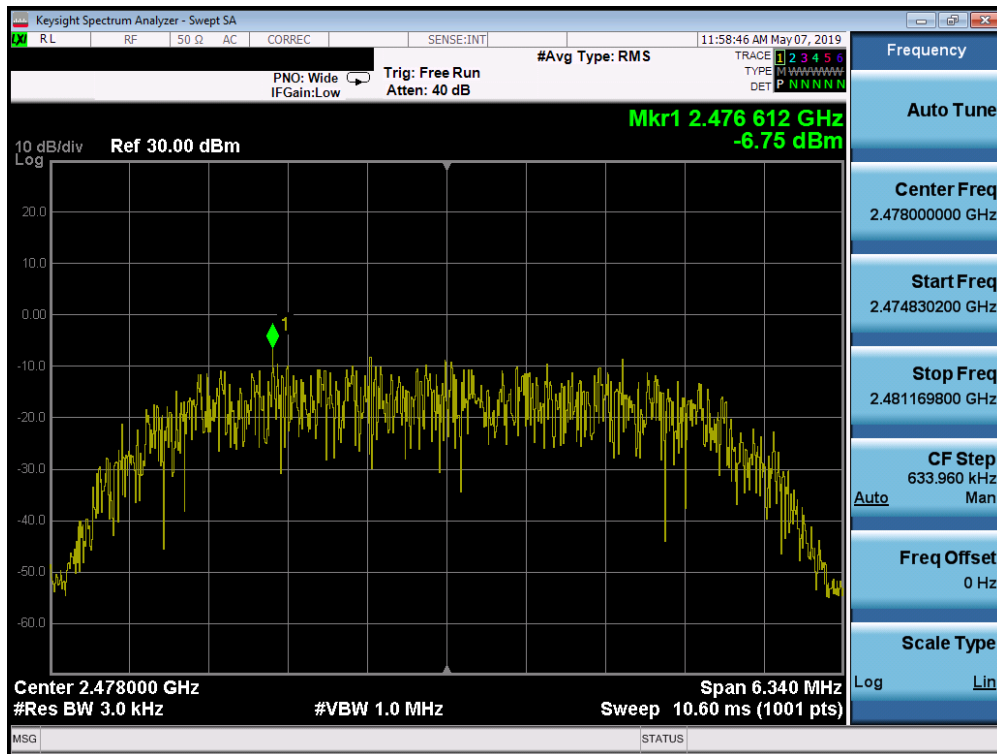 Keysight Spectrum Analyzer - Swept SA
LXI RL RF 50 Ω AC CORREC SENSE:INT 11:58:46 AM May 07, 2019
#Avg Type: RMS TRACE 1 2 3 4 5 6
PNO: Wide Trig: Free Run TYPE M WWWWW
IFGain:Low Atten: 40 dB DET P N N N N N
Mkr1 2.476 612 GHz
-6.75 dBm
10 dB/div Ref 30.00 dBm
Log
20.0
10.0
0.00
1
-10.0
-20.0
-30.0
-40.0
-50.0
-60.0
Center 2.478000 GHz Span 6.340 MHz
#Res BW 3.0 kHz #VBW 1.0 MHz Sweep 10.60 ms (1001 pts)
MSG STATUS
Frequency
Auto Tune
Center Freq
2.478000000 GHz
Start Freq
2.474830200 GHz
Stop Freq
2.481169800 GHz
CF Step
633.960 kHz
Auto Man
Freq Offset
0 Hz
Scale Type
Log Lin